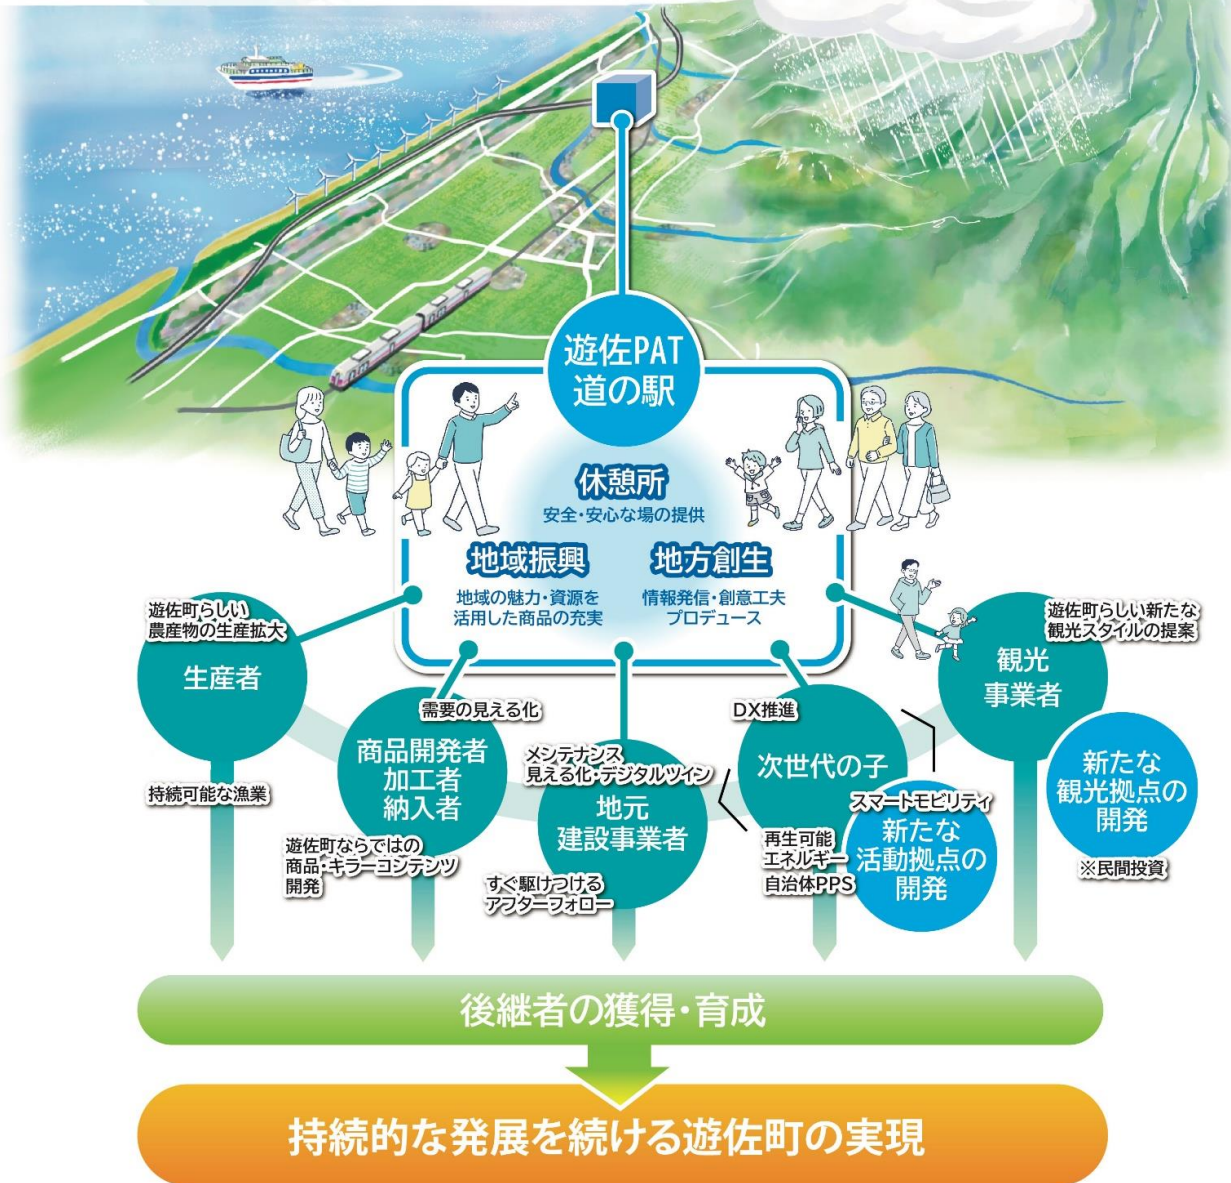 遊佐PAT
道の駅
休憩所
安全・安心な場の提供
地域振興
地域の魅力・資源を
活用した商品の充実
地方創生
情報発信・創意工夫
プロデュース
遊佐町らしい
農産物の生産拡大
生産者
持続可能な漁業
需要の見える化
商品開発者
加工者
納入者
遊佐町ならではの
商品・キラーコンテンツ
開発
メンテナンス
見える化・デジタルツイン
地元
建設事業者
すぐ駆けつける
アフターフォロー
DX推進
次世代の子
再生可能
エネルギー
自治体PPS
スマートモビリティ
新たな
活動拠点の
開発
遊佐町らしい新たな
観光スタイルの提案
観光
事業者
新たな
観光拠点の
開発
※民間投資
後継者の獲得・育成
持続的な発展を続ける遊佐町の実現